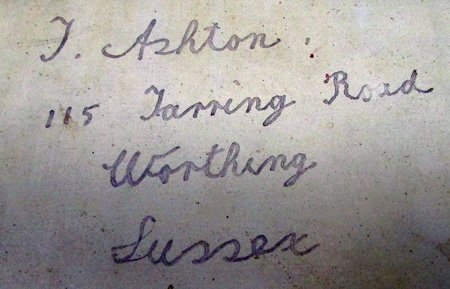 T. Ashton.
115 Tarring Road
Worthing
Sussex